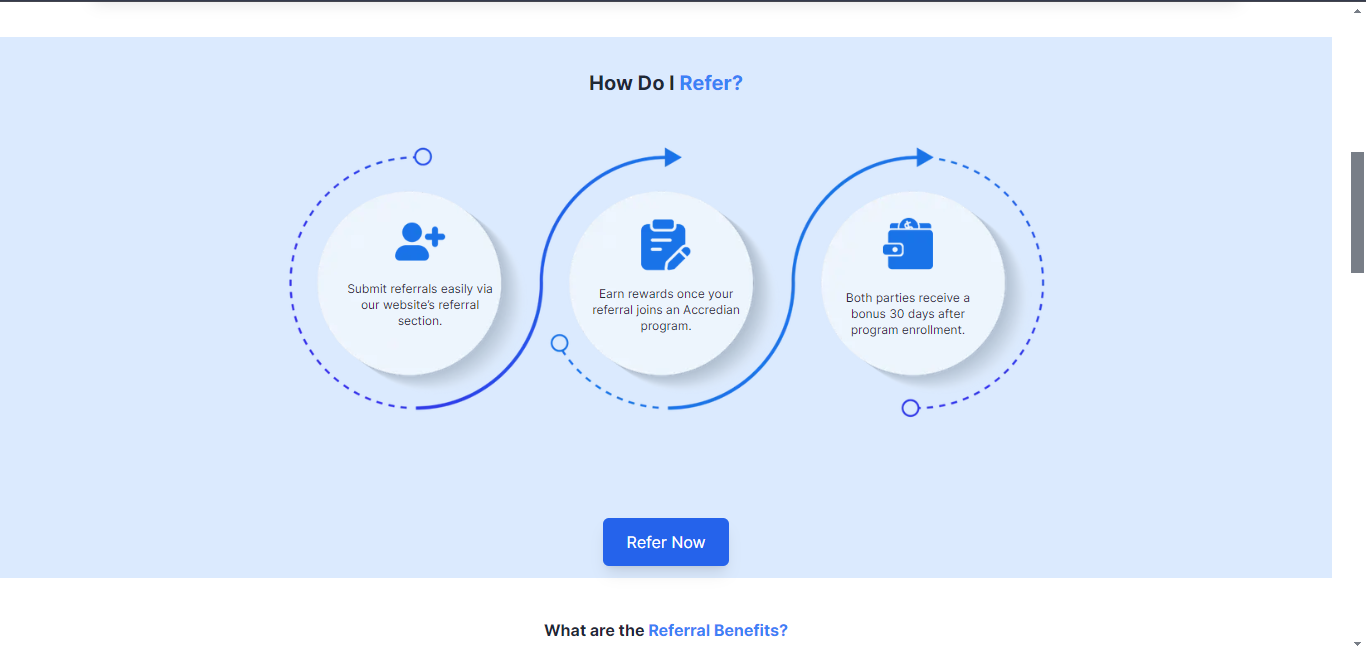 How Do I Refer?
Submit referrals easily via
our website's referral
section.
Earn rewards once your
referral joins an Accredian
program.
Both parties receive a
bonus 30 days after
program enrollment.
Refer Now
What are the Referral Benefits?